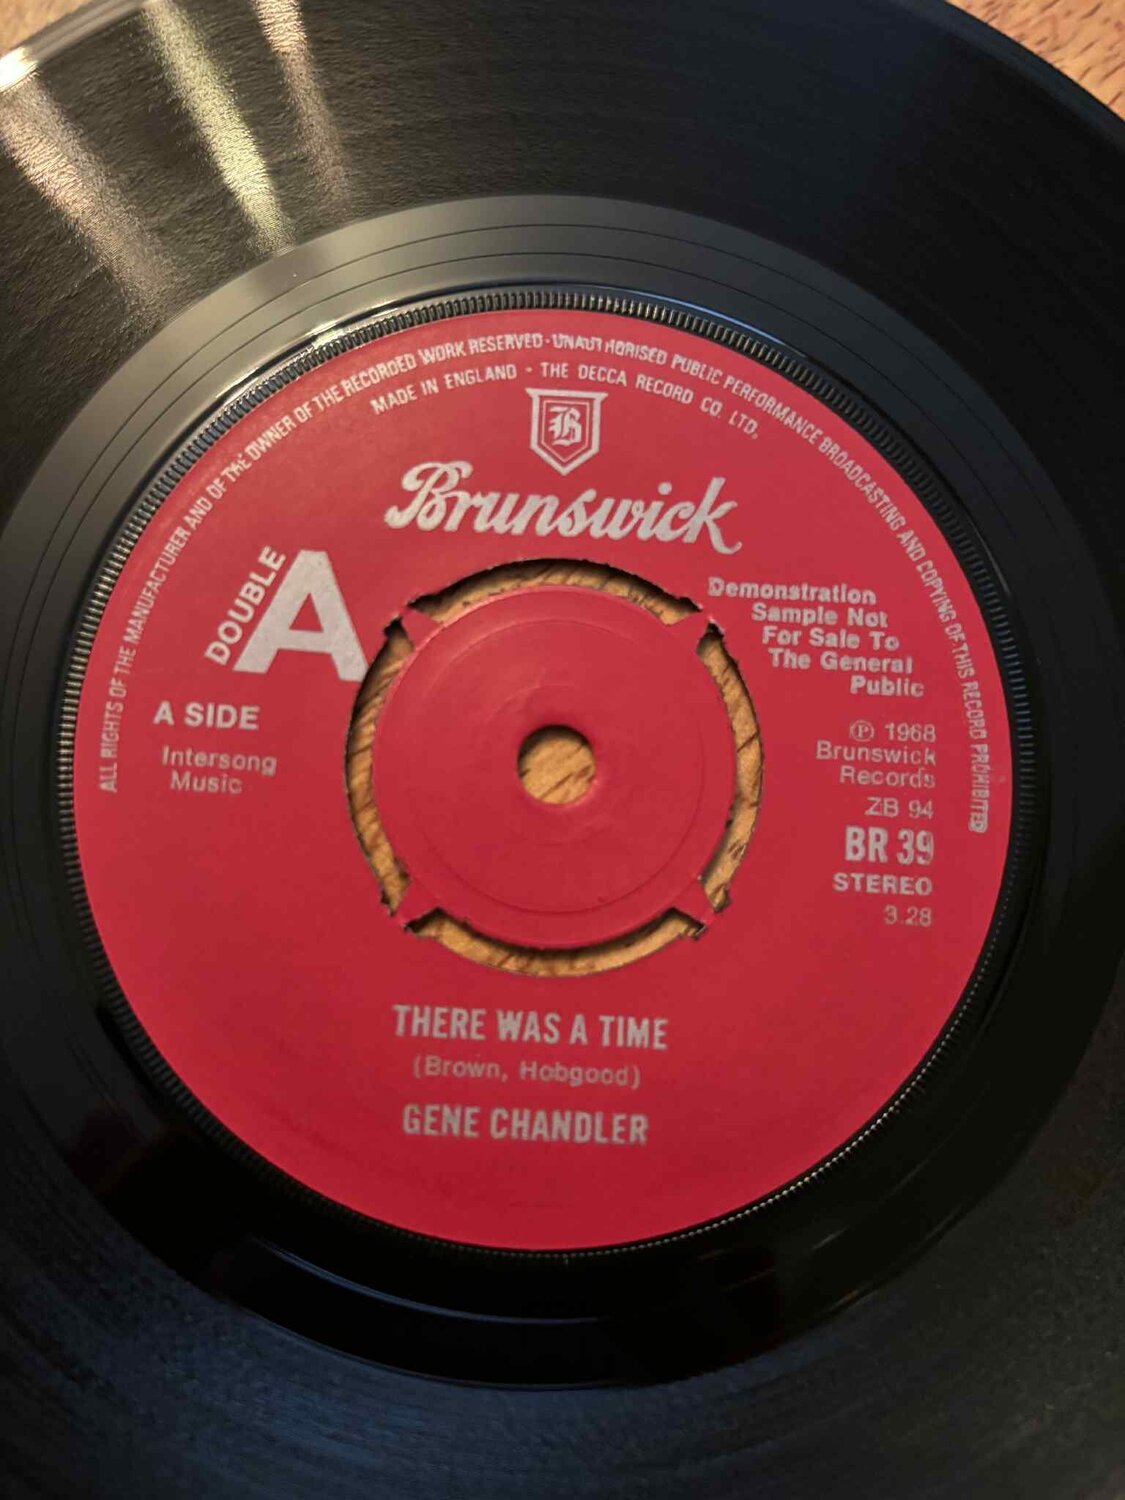 ALL RIGHTS OF THE MANUFACTURER AND OF THE OWNER OF THE RECORDED WORK RESERVED · UNAUTHORISED PUBLIC PERFORMANCE BROADCASTING AND COPYING OF THIS RECORD PROHIBITED
MADE IN ENGLAND · THE DECCA RECORD CO. LTD.
B
Brunswick
DOUBLE
A
A SIDE
Intersong
Music
Demonstration
Sample Not
For Sale To
The General
Public
℗ 1968
Brunswick
Records
ZB 94
BR 39
STEREO
3.28
THERE WAS A TIME
(Brown, Hobgood)
GENE CHANDLER